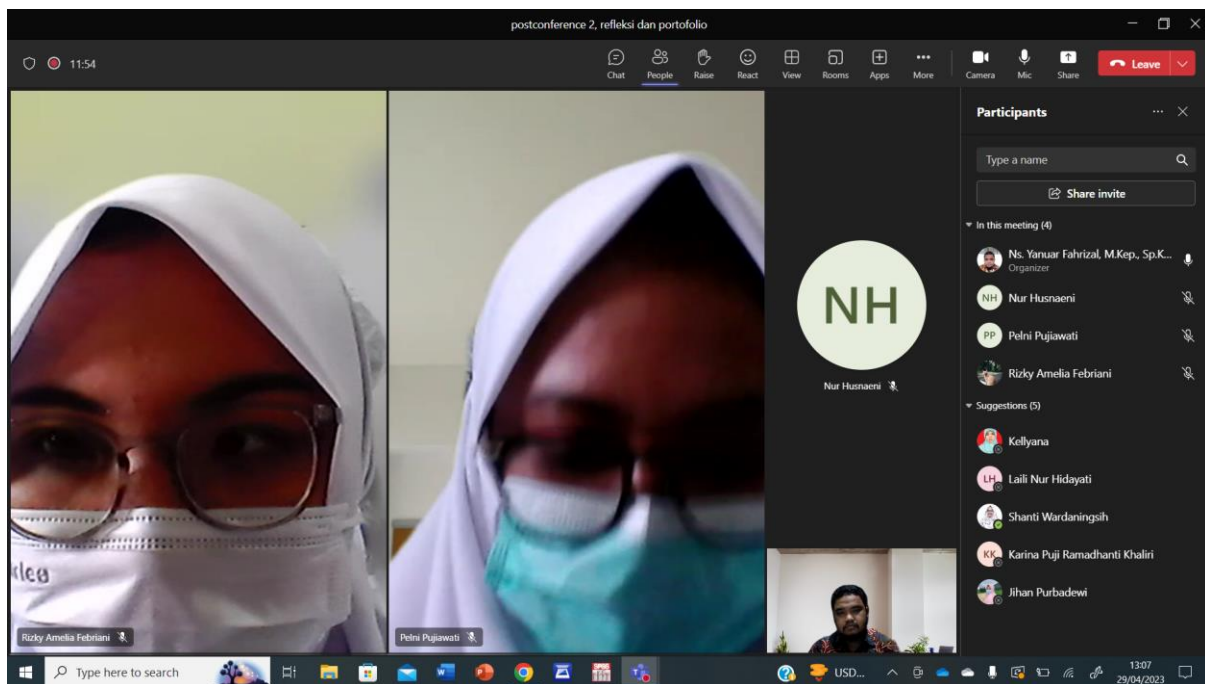 postconference 2, refleksi dan portofolio
11:54
Chat
People
Raise
React
View
Rooms
Apps
More
Camera
Mic
Share
Leave
Participants
Type a name
Share invite
In this meeting (4)
Ns. Yanuar Fahrizal, M.Kep., Sp.K...
Organizer
NH
Nur Husnaeni
PP
Pelni Pujiawati
Rizky Amelia Febriani
Suggestions (5)
Kellyana
LH
Laili Nur Hidayati
Shanti Wardaningsih
KK
Karina Puji Ramadhanti Khaliri
Jihan Purbadewi
NH
Nur Husnaeni
Rizky Amelia Febriani
Pelni Pujiawati
Type here to search
USD...
13:07
29/04/2023